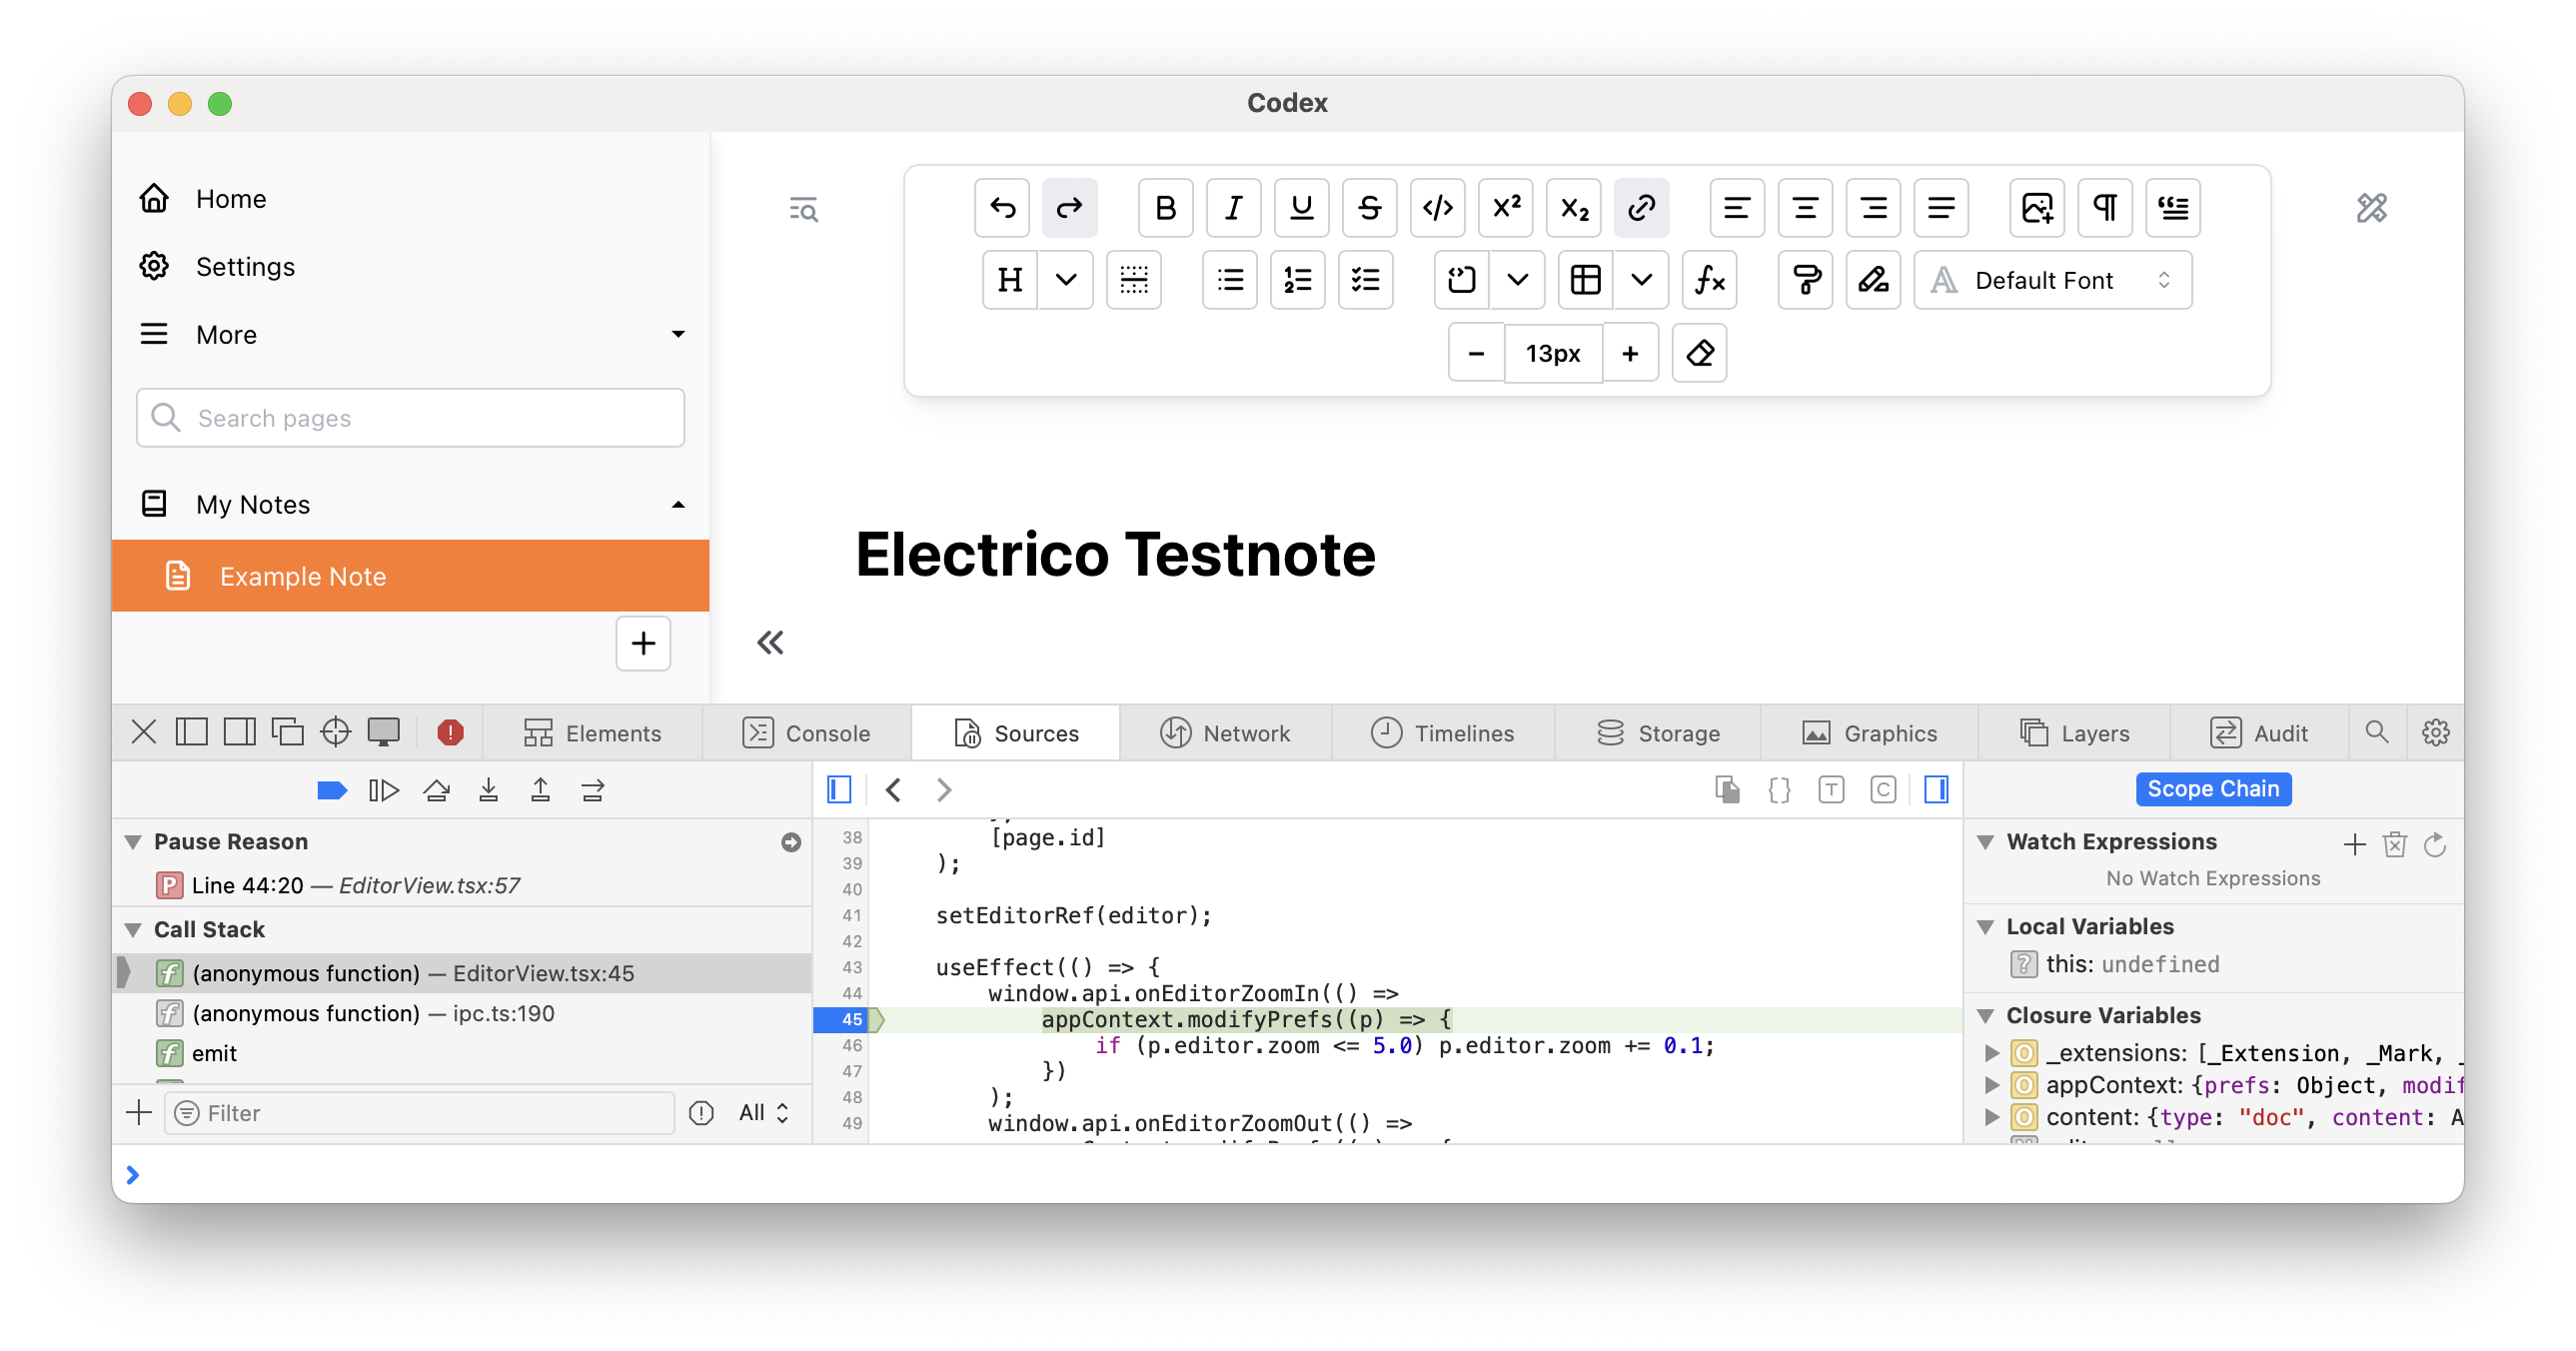 Codex
Home
Settings
More
Search pages
My Notes
Example Note
B I U S </> X² X₂
H
Default Font
13px
Electrico Testnote
Elements
Console
Sources
Network
Timelines
Storage
Graphics
Layers
Audit
Pause Reason
P Line 44:20 — EditorView.tsx:57
Call Stack
f (anonymous function) — EditorView.tsx:45
f (anonymous function) — ipc.ts:190
f emit
Filter
All
T C
38 [page.id]
39 );
40
41 setEditorRef(editor);
42
43 useEffect(() => {
44 window.api.onEditorZoomIn(() =>
45 appContext.modifyPrefs((p) => {
46 if (p.editor.zoom <= 5.0) p.editor.zoom += 0.1;
47 })
48 );
49 window.api.onEditorZoomOut(() =>
Scope Chain
Watch Expressions
No Watch Expressions
Local Variables
? this: undefined
Closure Variables
O _extensions: [_Extension, _Mark, _
O appContext: {prefs: Object, modif
O content: {type: "doc", content: A